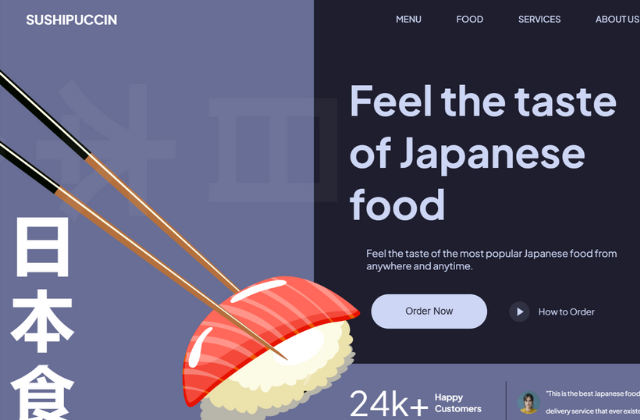 SUSHIPUCCIN
MENU FOOD SERVICES ABOUT US
Feel the taste
of Japanese
food
Feel the taste of the most popular Japanese food from
anywhere and anytime.
Order Now
How to Order
日
本
食
24k+
Happy
Customers
"This is the best Japanese food
delivery service that ever existe